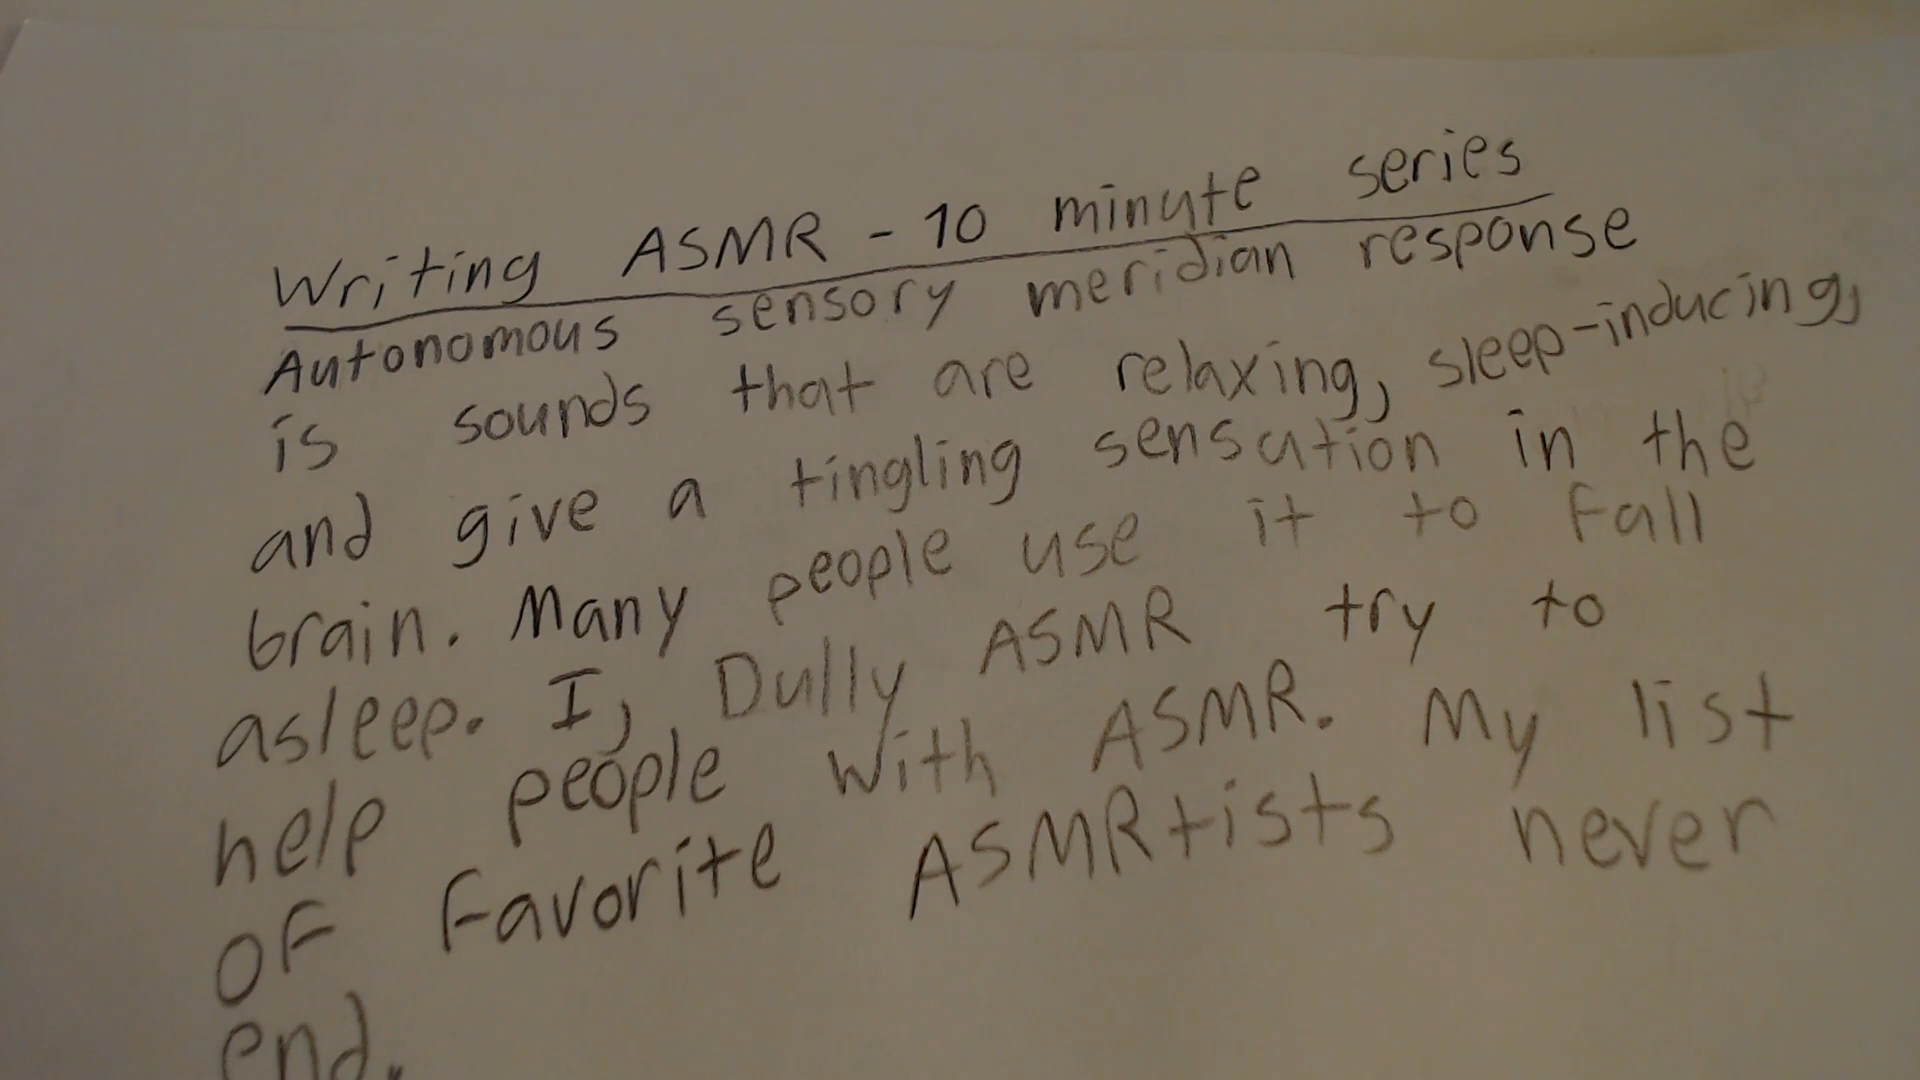 Writing ASMR - 10 minute series
Autonomous sensory meridian response
is sounds that are relaxing, sleep-inducing,
and give a tingling sensation in the
brain. Many people use it to fall
asleep. I, Dully ASMR try to
help people with ASMR. My list
of favorite ASMRtists never
end.